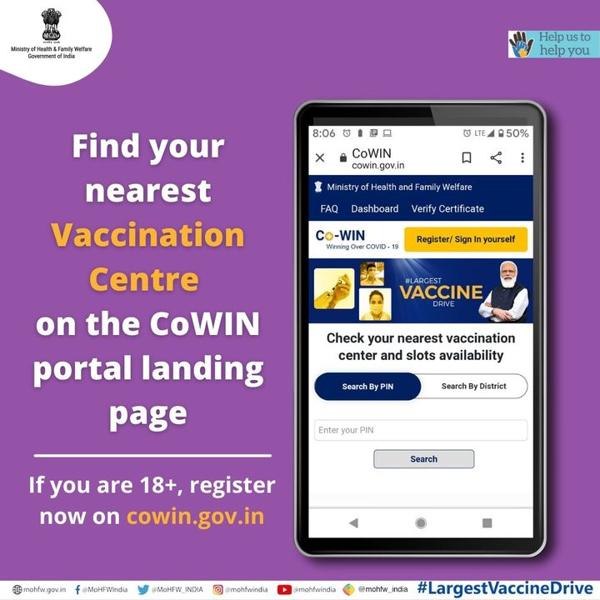 Ministry of Health & Family Welfare
Government of India
Help us to
help you
Find your
nearest
Vaccination
Centre
on the CoWIN
portal landing
page
If you are 18+, register
now on cowin.gov.in
8:06
LTE
50%
CoWIN
cowin.gov.in
Ministry of Health and Family Welfare
FAQ Dashboard Verify Certificate
Co-WIN
Winning Over COVID - 19
Register/ Sign In yourself
#LARGEST
VACCINE
DRIVE
Check your nearest vaccination
center and slots availability
Search By PIN Search By District
Enter your PIN
Search
mohfw.gov.in @MoHFWIndia @MoHFW_INDIA @mohfwindia @mohfwindia @mohfw_india #LargestVaccineDrive